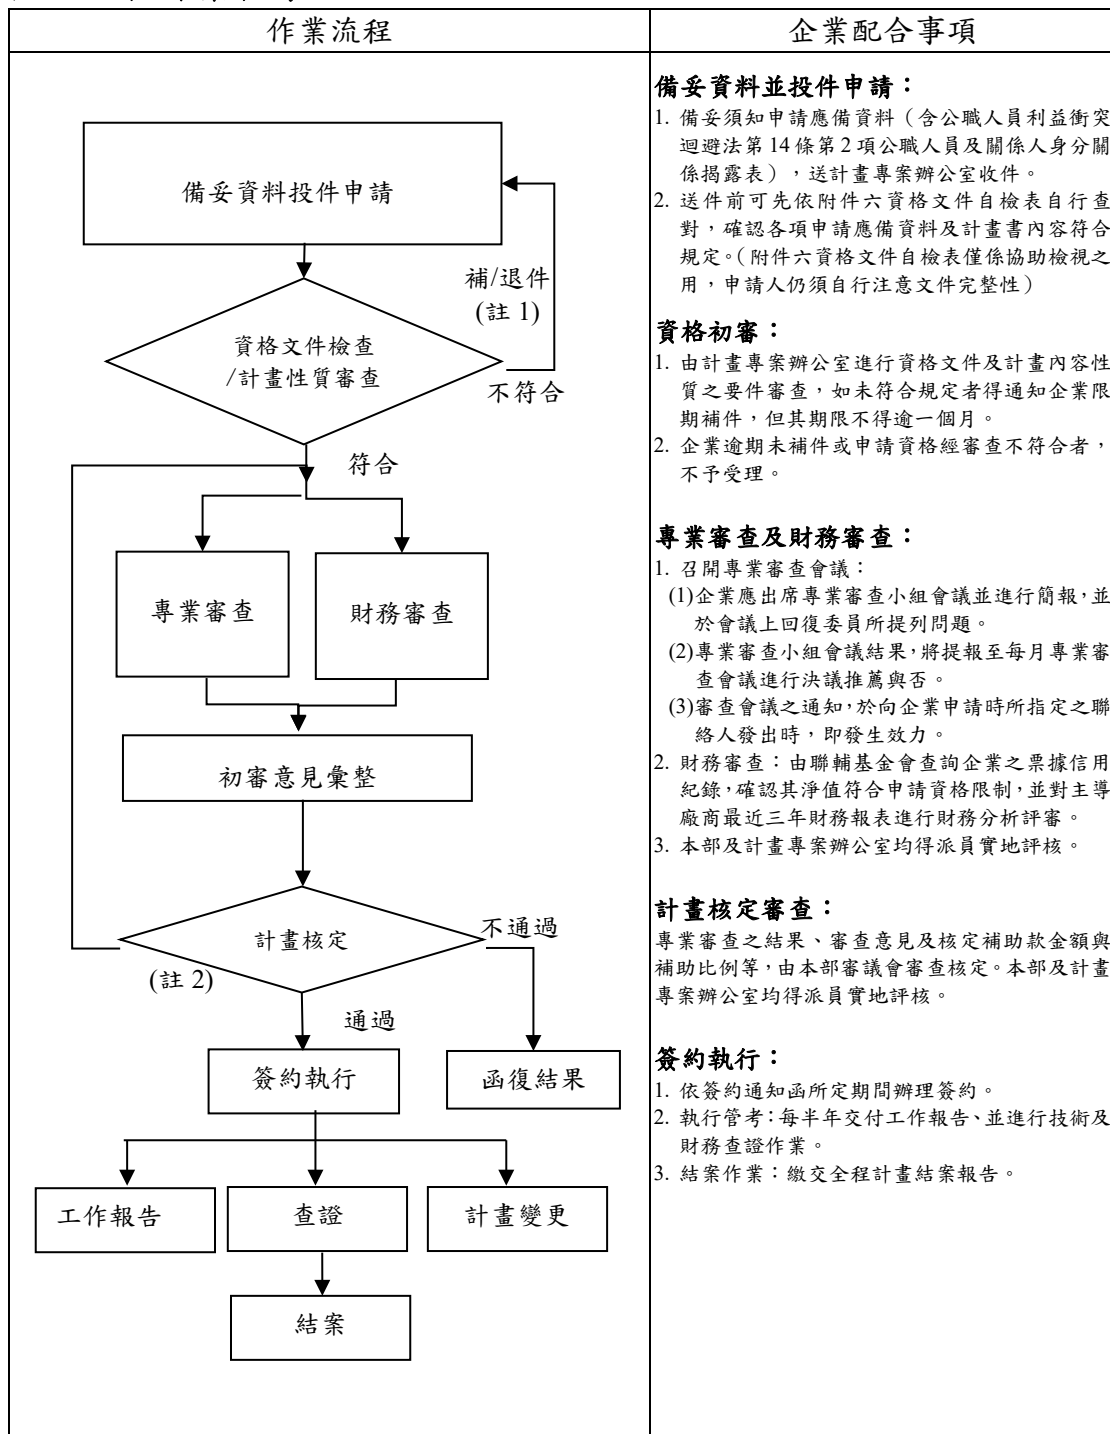 作業流程
企業配合事項
備妥資料投件申請
補/退件
(註 1)
資格文件檢查
/計畫性質審查
不符合
符合
專業審查
財務審查
初審意見彙整
計畫核定
不通過
(註 2)
通過
簽約執行
函復結果
工作報告
查證
計畫變更
結案
備妥資料並投件申請：
1. 備妥須知申請應備資料（含公職人員利益衝突
迴避法第 14 條第 2 項公職人員及關係人身分關
係揭露表），送計畫專案辦公室收件。
2. 送件前可先依附件六資格文件自檢表自行查
對，確認各項申請應備資料及計畫書內容符合
規定。（附件六資格文件自檢表僅係協助檢視之
用，申請人仍須自行注意文件完整性）
資格初審：
1. 由計畫專案辦公室進行資格文件及計畫內容性
質之要件審查，如未符合規定者得通知企業限
期補件，但其期限不得逾一個月。
2. 企業逾期未補件或申請資格經審查不符合者，
不予受理。
專業審查及財務審查：
1. 召開專業審查會議：
(1)企業應出席專業審查小組會議並進行簡報，並
於會議上回復委員所提列問題。
(2)專業審查小組會議結果，將提報至每月專業審
查會議進行決議推薦與否。
(3)審查會議之通知，於向企業申請時所指定之聯
絡人發出時，即發生效力。
2. 財務審查：由聯輔基金會查詢企業之票據信用
紀錄，確認其淨值符合申請資格限制，並對主導
廠商最近三年財務報表進行財務分析評審。
3. 本部及計畫專案辦公室均得派員實地評核。
計畫核定審查：
專業審查之結果、審查意見及核定補助款金額與
補助比例等，由本部審議會審查核定。本部及計畫
專案辦公室均得派員實地評核。
簽約執行：
1. 依簽約通知函所定期間辦理簽約。
2. 執行管考：每半年交付工作報告、並進行技術及
財務查證作業。
3. 結案作業：繳交全程計畫結案報告。